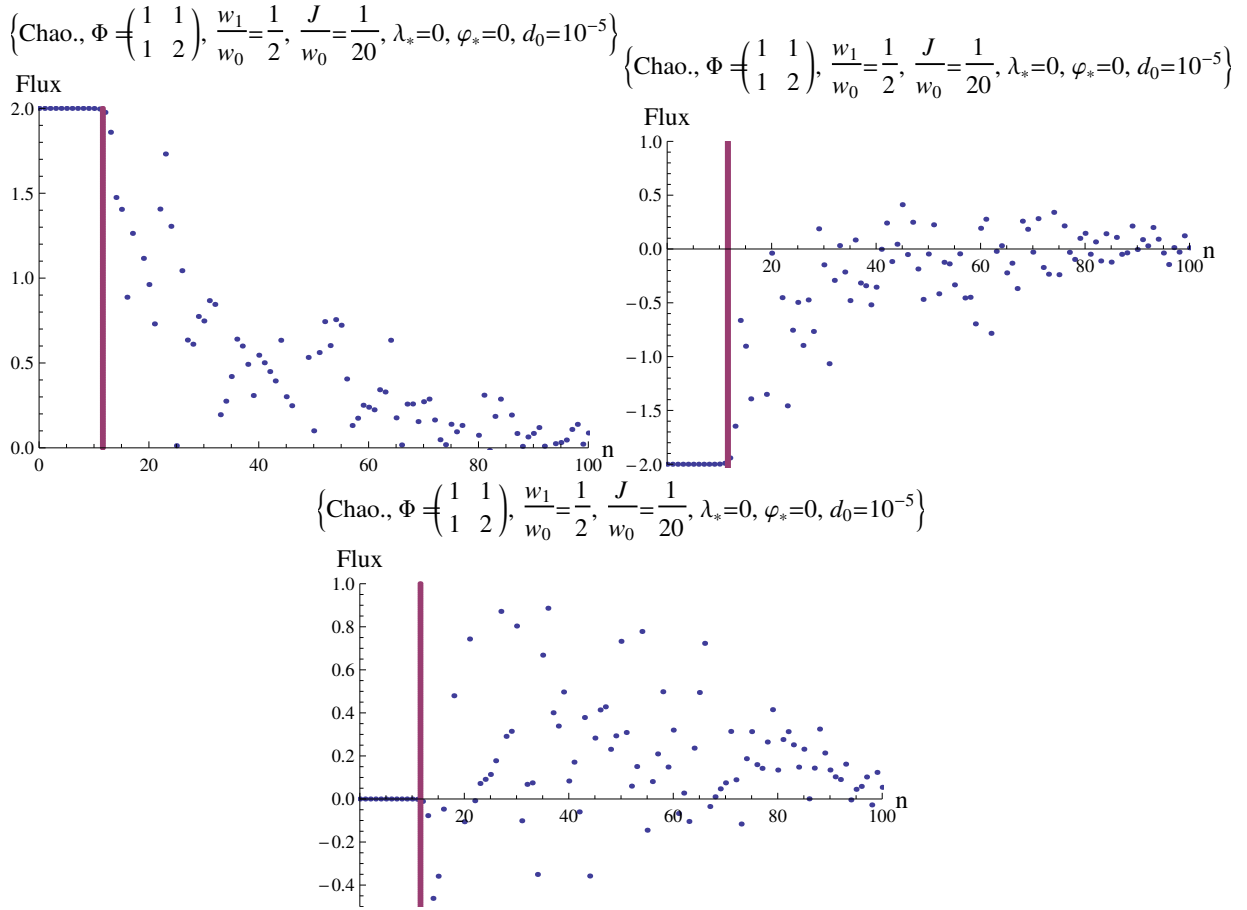 {Chao., Φ=(1 1 1 2), w1/w0=1/2, J/w0=1/20, λ*=0, φ*=0, d0=10^-5}
{Chao., Φ=(1 1 1 2), w1/w0=1/2, J/w0=1/20, λ*=0, φ*=0, d0=10^-5}
Flux
2.0
1.5
1.0
0.5
0.0
0 20 40 60 80 100 n
Flux
1.0
0.5
0.0
-0.5
-1.0
-1.5
-2.0
20 40 60 80 100 n
{Chao., Φ=(1 1 1 2), w1/w0=1/2, J/w0=1/20, λ*=0, φ*=0, d0=10^-5}
Flux
1.0
0.8
0.6
0.4
0.2
0.0
-0.2
-0.4
20 40 60 80 100 n